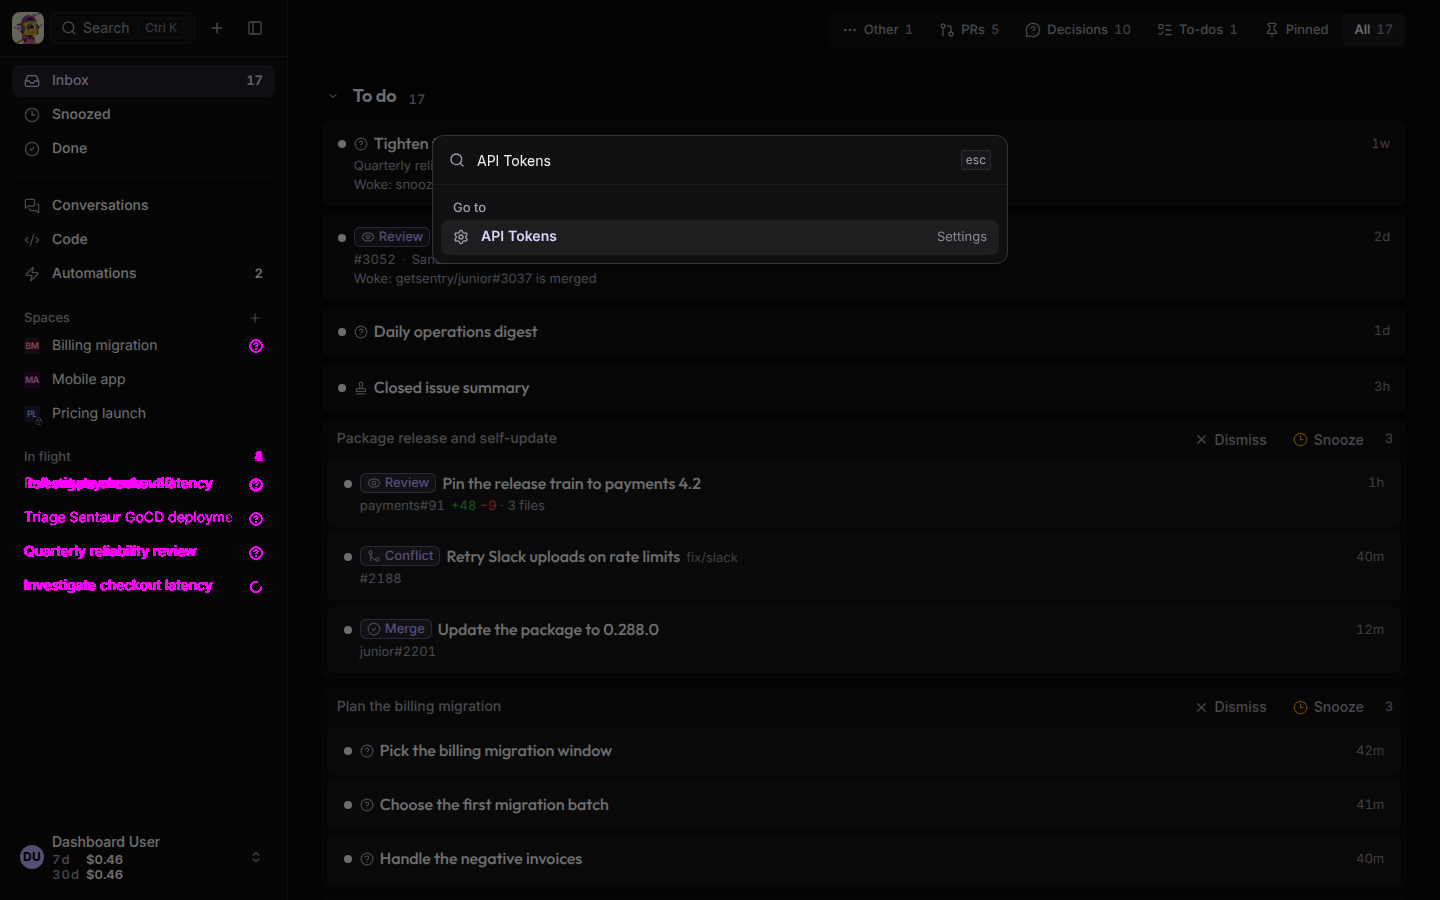 Search Ctrl K
Inbox 17
Snoozed
Done
Conversations
Code
Automations 2
Spaces
BM Billing migration
MA Mobile app
PL Pricing launch
In flight
Triage Sentaur GoCD deployme
Quarterly reliability review
Investigate checkout latency
DU Dashboard User
7d $0.46
30d $0.46
Other 1 PRs 5 Decisions 10 To-dos 1 Pinned All 17
To do 17
Tighten 1w
Quarterly reli
Woke: snooz
API Tokens esc
Go to
API Tokens Settings
Review 2d
#3052 ·
Woke: getsentry/junior#3037 is merged
Daily operations digest 1d
Closed issue summary 3h
Package release and self-update Dismiss Snooze 3
Review Pin the release train to payments 4.2 1h
payments#91 +48 −9 · 3 files
Conflict Retry Slack uploads on rate limits fix/slack 40m
#2188
Merge Update the package to 0.288.0 12m
junior#2201
Plan the billing migration Dismiss Snooze 3
Pick the billing migration window 42m
Choose the first migration batch 41m
Handle the negative invoices 40m